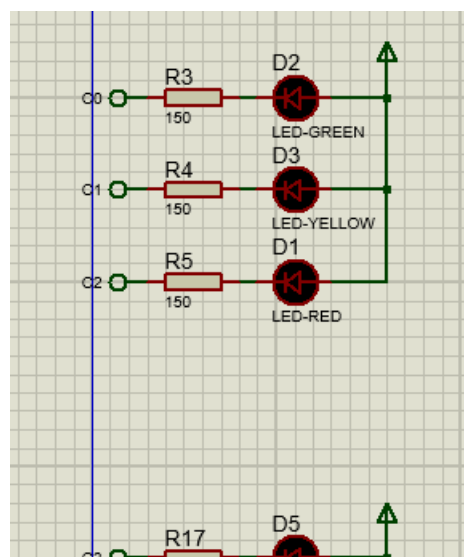 D2
R3
C0
150
LED-GREEN
D3
R4
C1
150
LED-YELLOW
D1
R5
C2
150
LED-RED
R17
D5